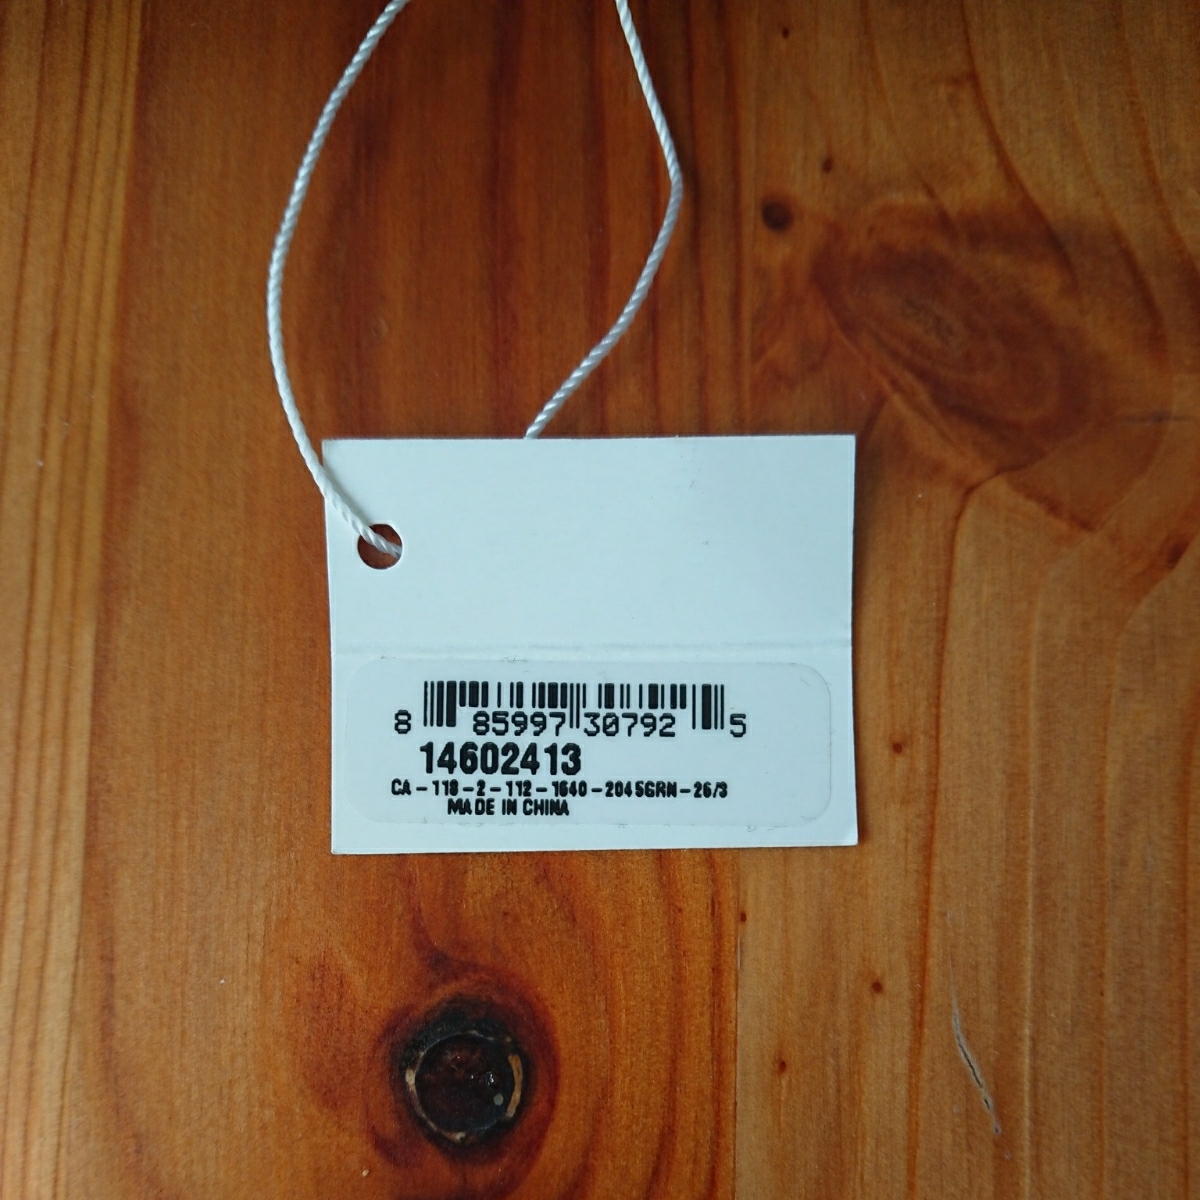 8 85997 30792 5
14602413
CA-118-2-112-1640-2045GRN-26/3
MADE IN CHINA